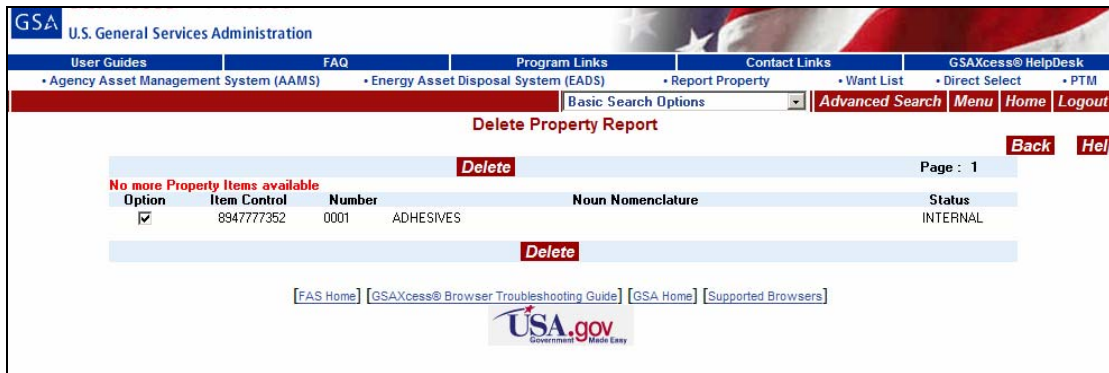 GSA U.S. General Services Administration
User Guides FAQ Program Links Contact Links GSAXcess® HelpDesk
• Agency Asset Management System (AAMS) • Energy Asset Disposal System (EADS) • Report Property • Want List • Direct Select • PTM
Basic Search Options Advanced Search Menu Home Logout
Delete Property Report
Back Hel
Delete Page : 1
No more Property Items available
Option Item Control Number Noun Nomenclature Status
8947777352 0001 ADHESIVES INTERNAL
Delete
[FAS Home] [GSAXcess® Browser Troubleshooting Guide] [GSA Home] [Supported Browsers]
USA.gov
Government Made Easy